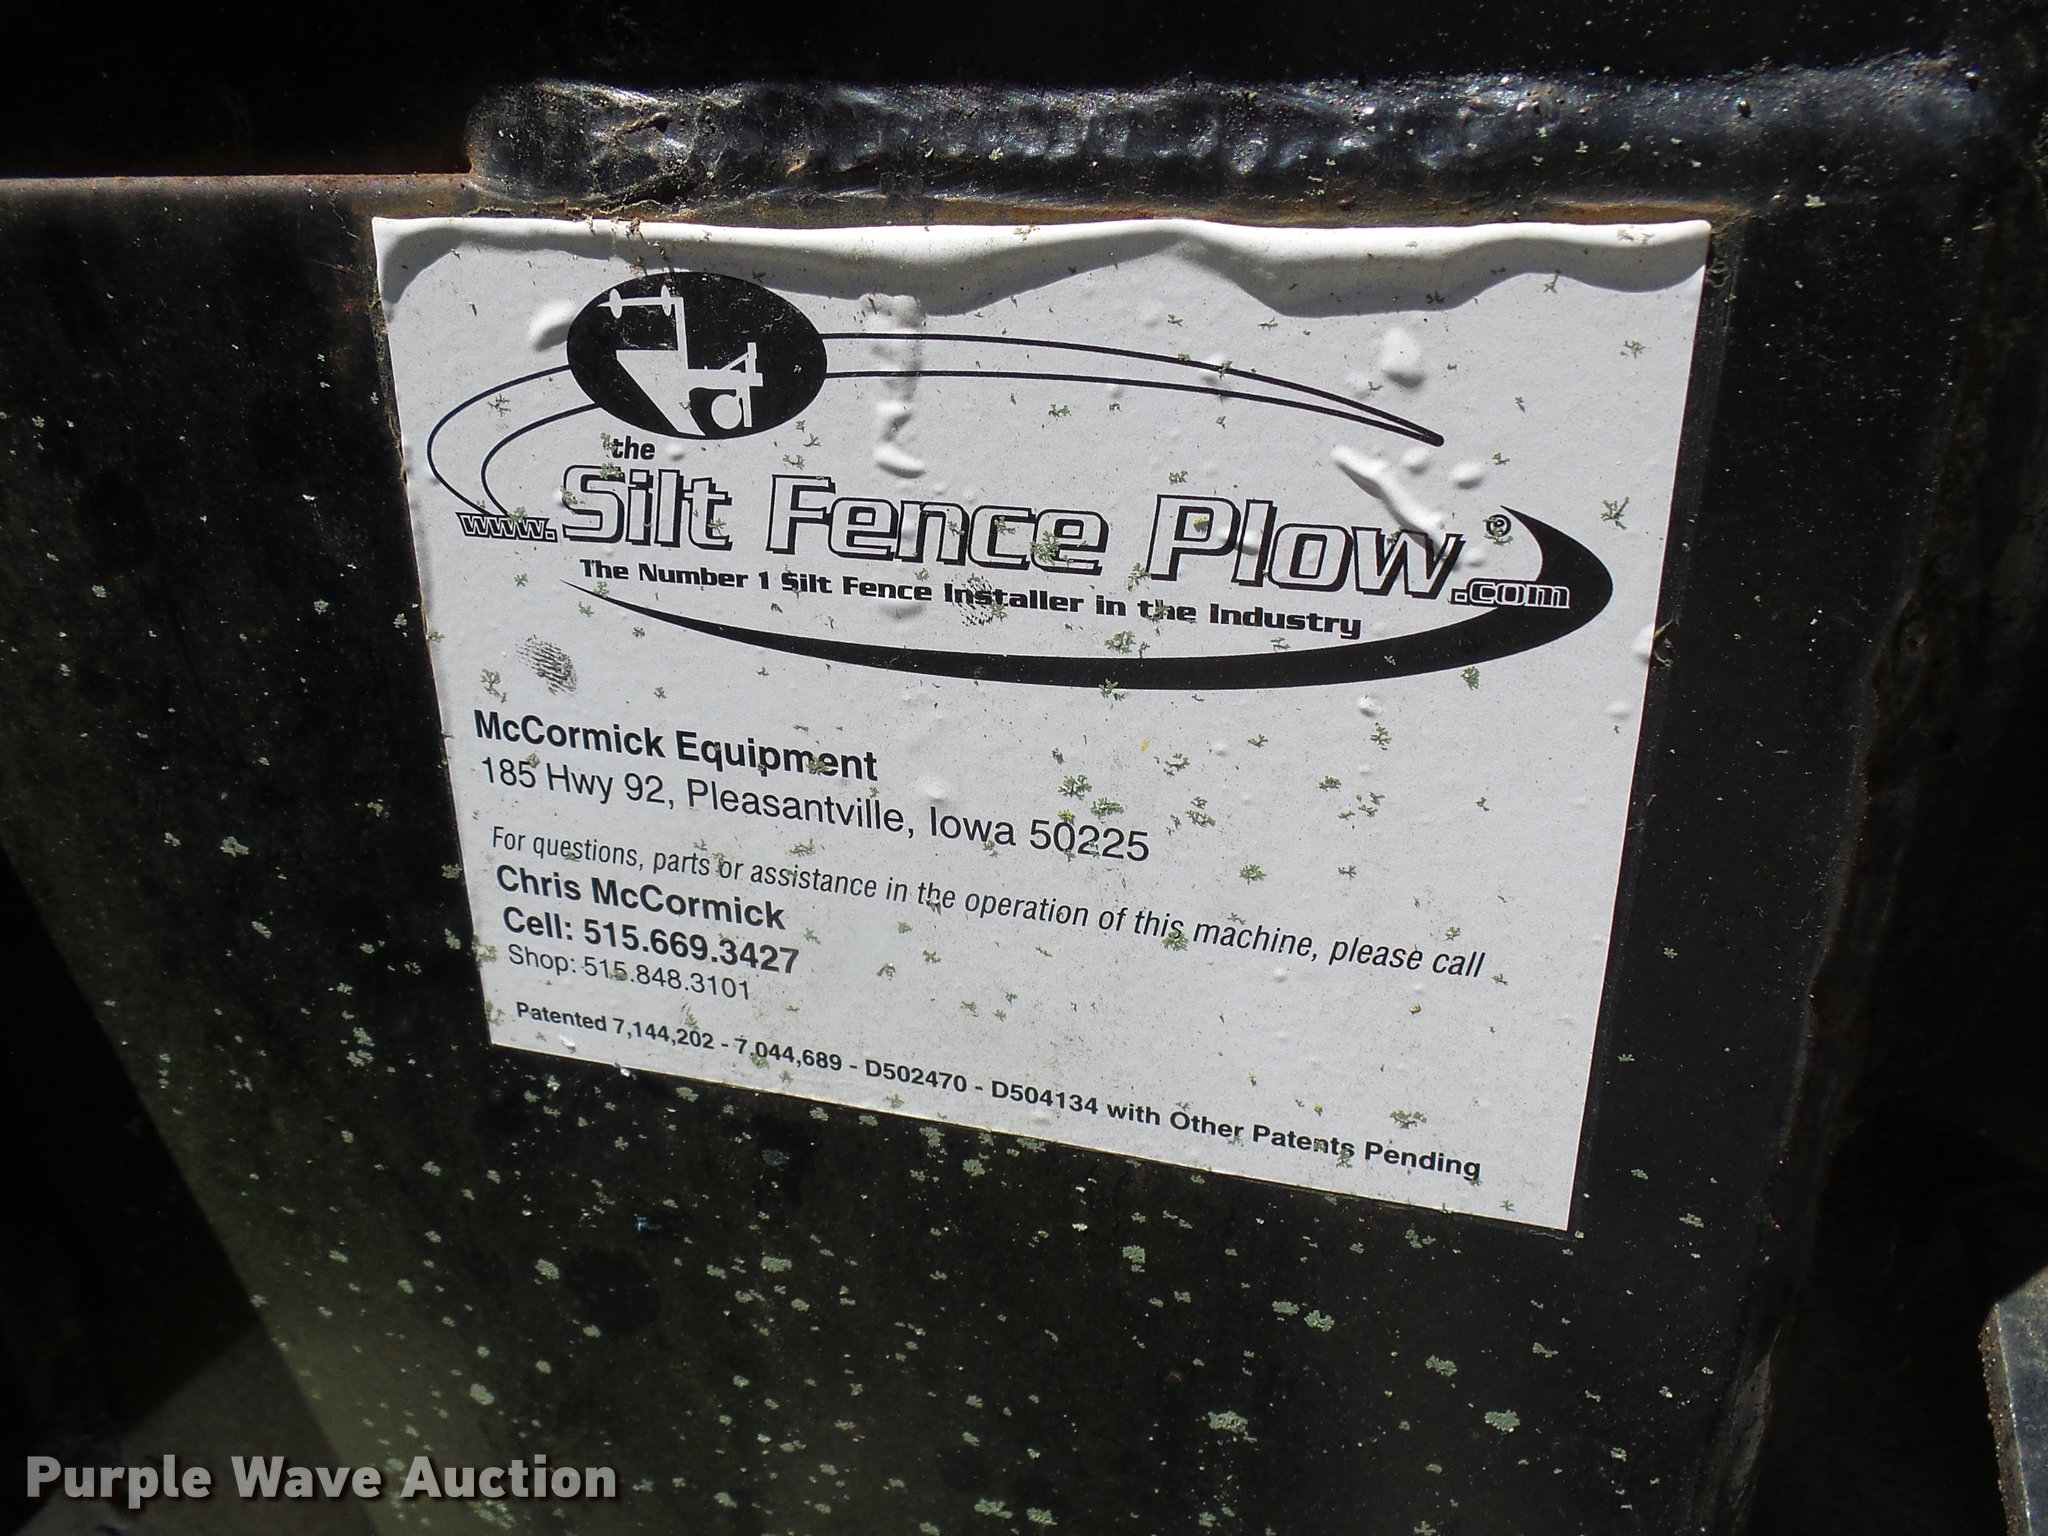 the
www.Silt Fence Plow®.com
The Number 1 Silt Fence Installer in the Industry
McCormick Equipment
185 Hwy 92, Pleasantville, Iowa 50225
For questions, parts or assistance in the operation of this machine, please call
Chris McCormick
Cell: 515.669.3427
Shop: 515.848.3101
Patented 7,144,202 - 7,044,689 - D502470 - D504134 with Other Patents Pending
Purple Wave Auction